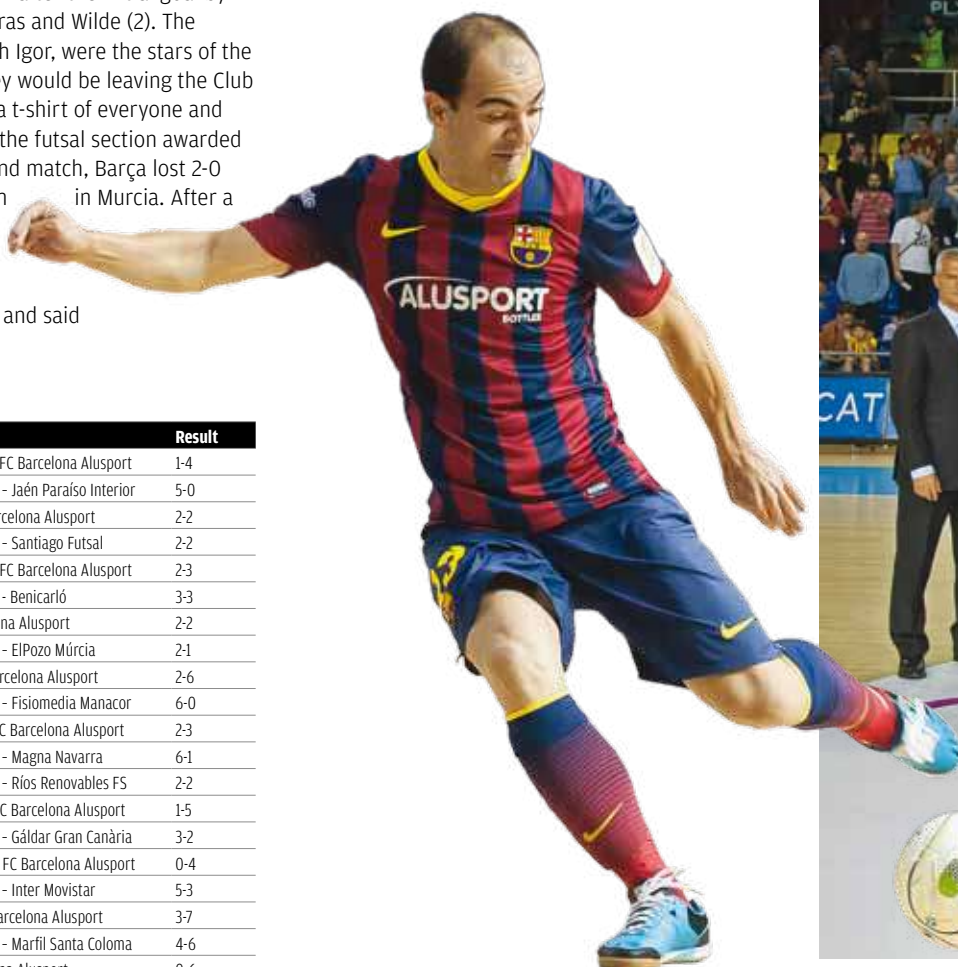 ras and Wilde (2). The
h Igor, were the stars of the
y would be leaving the Club
a t-shirt of everyone and
the futsal section awarded
nd match, Barça lost 2-0
in Murcia. After a
and said
Result
FC Barcelona Alusport 1-4
- Jaén Paraíso Interior 5-0
rcelona Alusport 2-2
- Santiago Futsal 2-2
FC Barcelona Alusport 2-3
- Benicarló 3-3
na Alusport 2-2
- ElPozo Múrcia 2-1
rcelona Alusport 2-6
- Fisiomedia Manacor 6-0
C Barcelona Alusport 2-3
- Magna Navarra 6-1
- Ríos Renovables FS 2-2
C Barcelona Alusport 1-5
- Gáldar Gran Canària 3-2
FC Barcelona Alusport 0-4
- Inter Movistar 5-3
arcelona Alusport 3-7
- Marfil Santa Coloma 4-6
ALUSPORT
BOTTLES
CAT